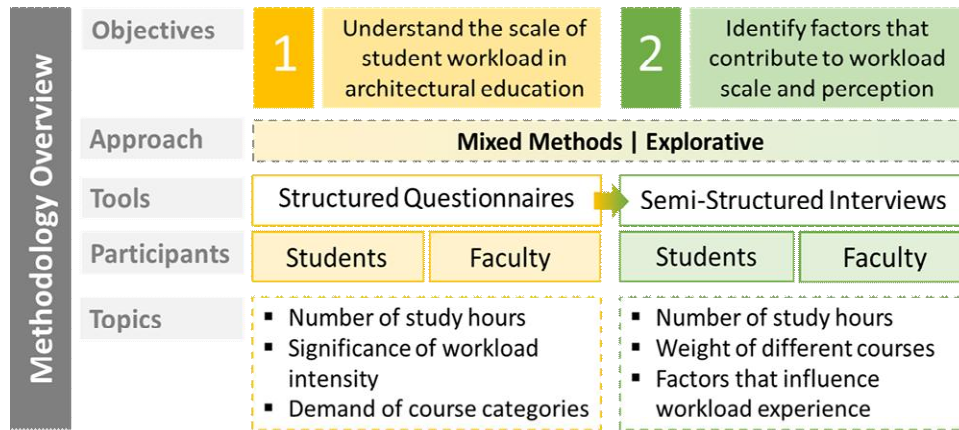 Methodology Overview
Objectives
1
Understand the scale of
student workload in
architectural education
2
Identify factors that
contribute to workload
scale and perception
Approach
Mixed Methods | Explorative
Tools
Structured Questionnaires
Semi-Structured Interviews
Participants
Students
Faculty
Students
Faculty
Topics
▪ Number of study hours
▪ Significance of workload
intensity
▪ Demand of course categories
▪ Number of study hours
▪ Weight of different courses
▪ Factors that influence
workload experience